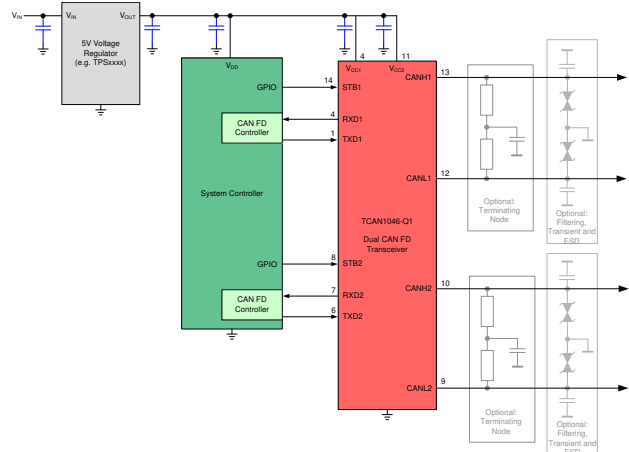 VIN
VIN
VOUT
5V Voltage
Regulator
(e.g. TPSxxxx)
VDD
4
11
VCC1
VCC2
GPIO
14
STB1
CANH1
13
CAN FD
Controller
4
RXD1
1
TXD1
System Controller
12
CANL1
TCAN1046-Q1
Dual CAN FD
Transceiver
Optional:
Terminating
Node
Optional:
Filtering,
Transient and
ESD
GPIO
8
STB2
CANH2
10
CAN FD
Controller
7
RXD2
6
TXD2
9
CANL2
Optional:
Terminating
Node
Optional:
Filtering,
Transient and
ESD